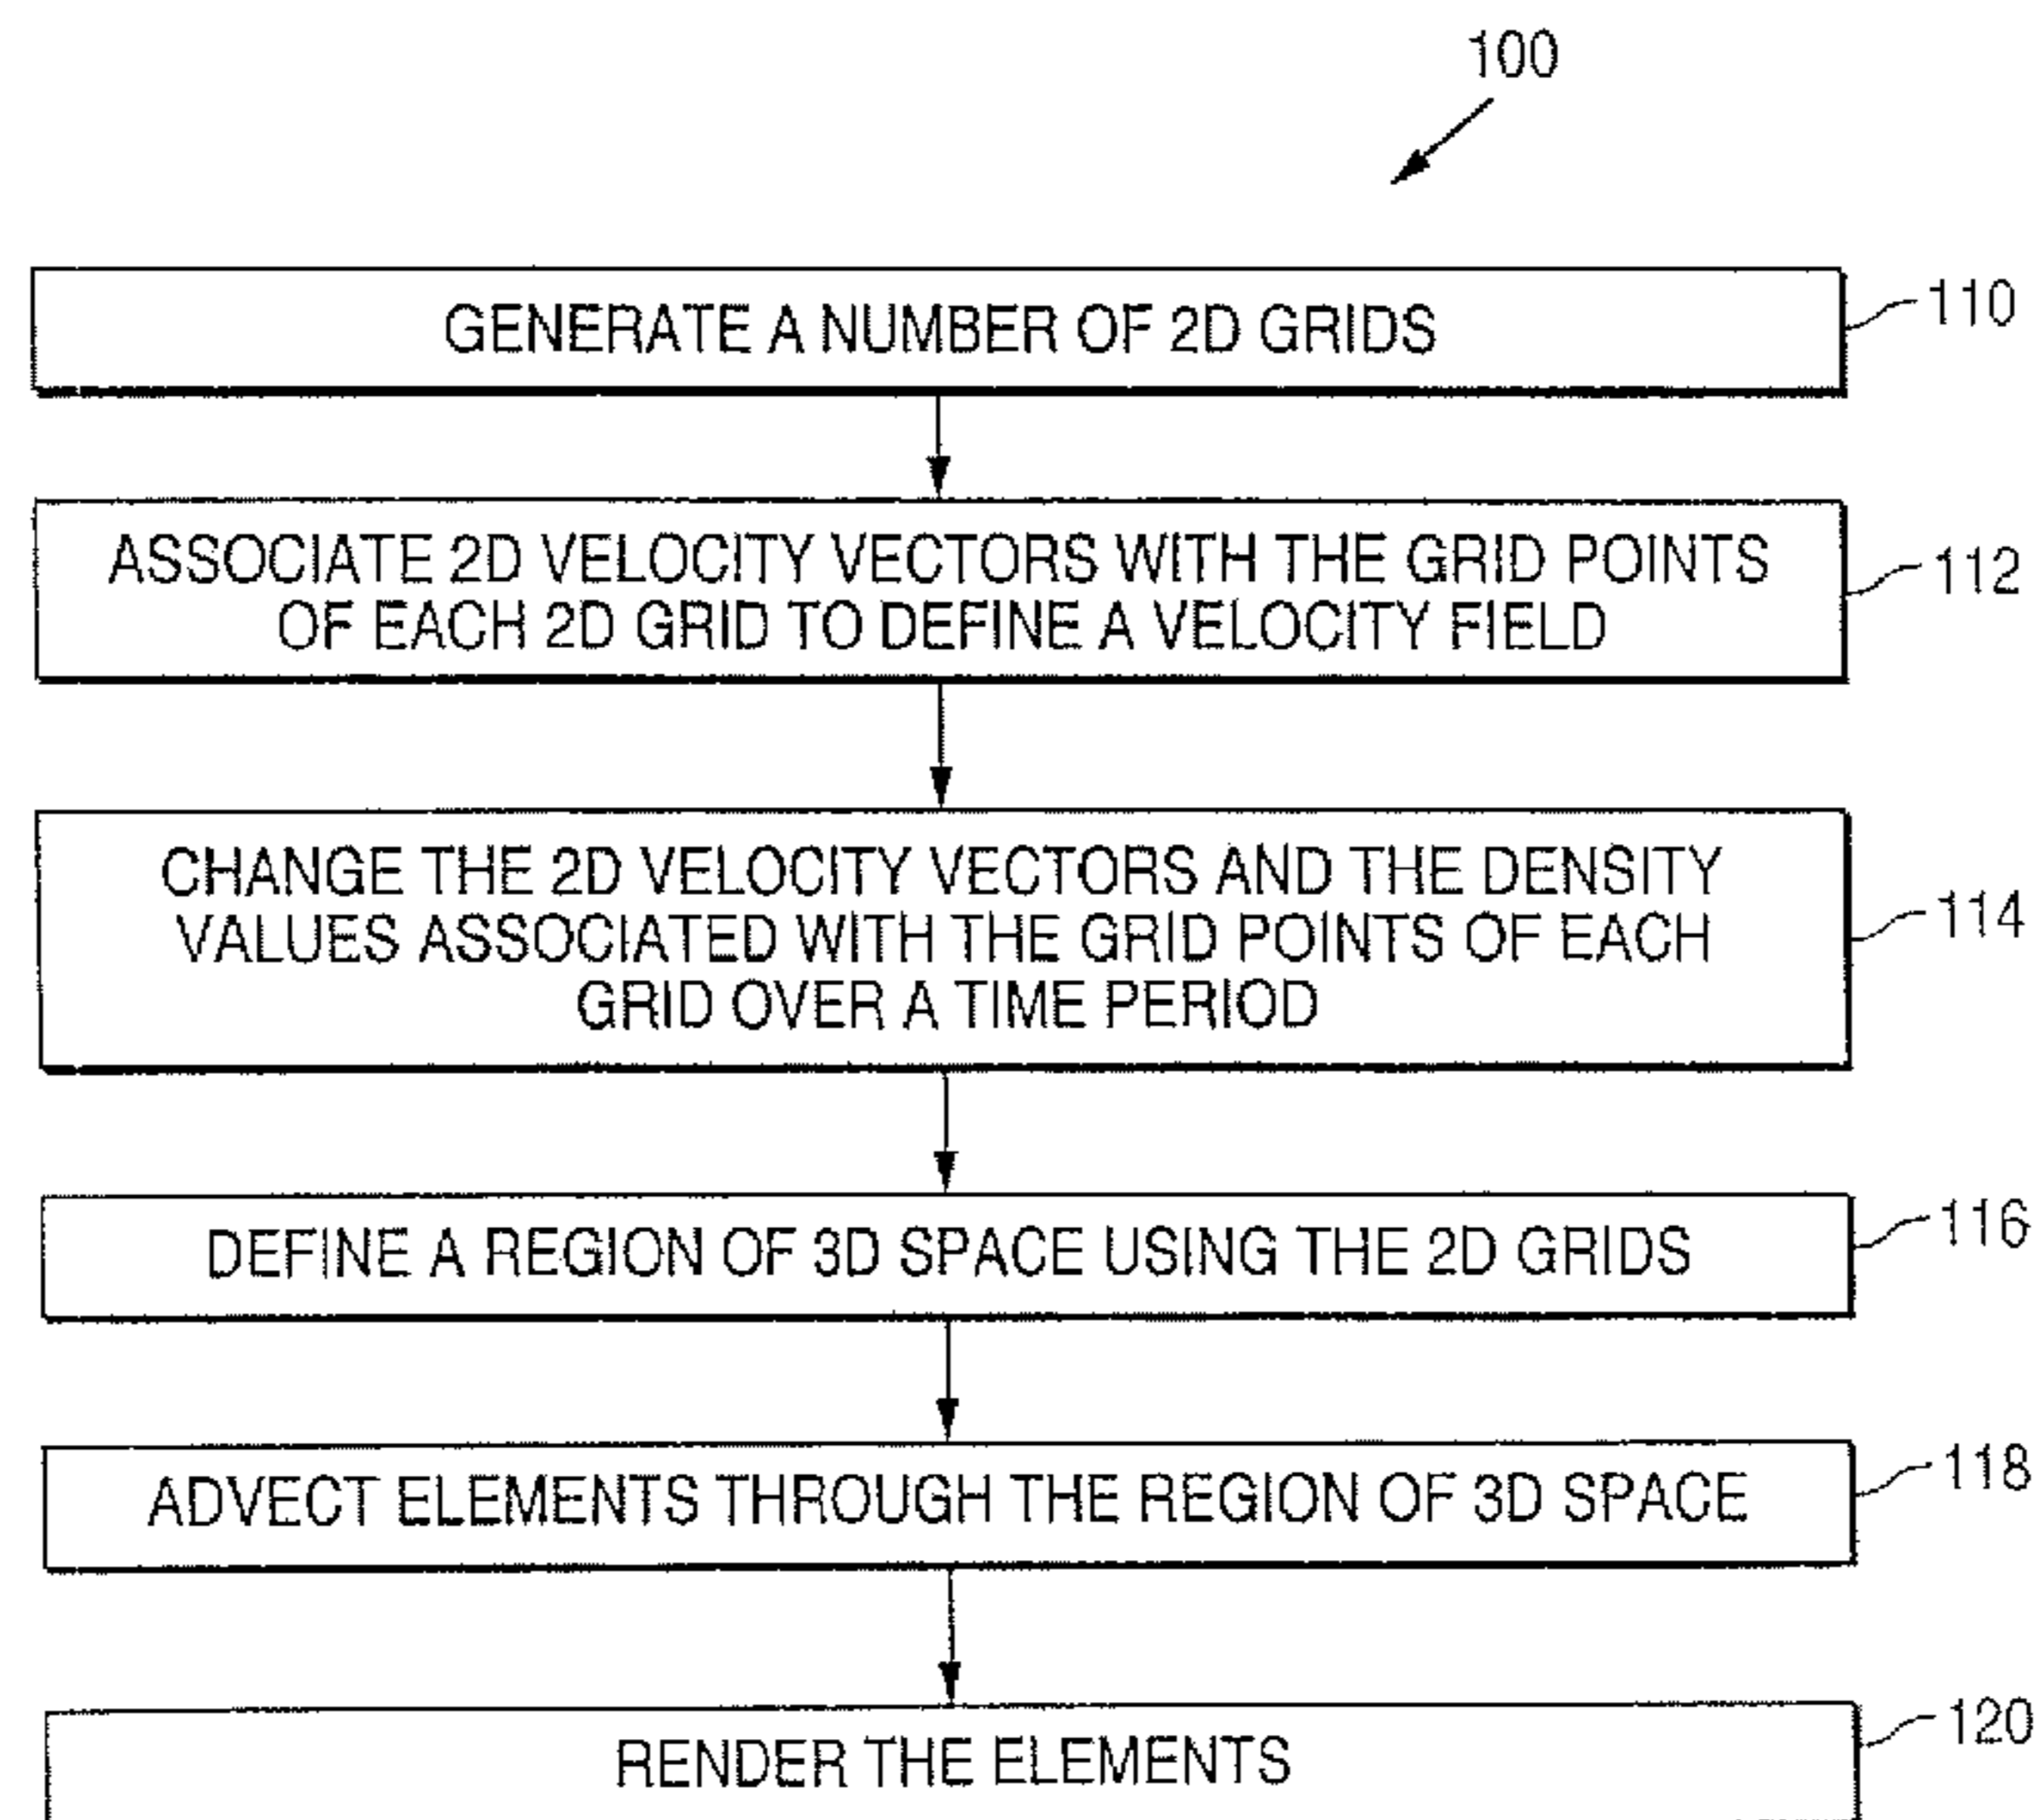 100
GENERATE A NUMBER OF 2D GRIDS
110
ASSOCIATE 2D VELOCITY VECTORS WITH THE GRID POINTS
OF EACH 2D GRID TO DEFINE A VELOCITY FIELD
112
CHANGE THE 2D VELOCITY VECTORS AND THE DENSITY
VALUES ASSOCIATED WITH THE GRID POINTS OF EACH
GRID OVER A TIME PERIOD
114
DEFINE A REGION OF 3D SPACE USING THE 2D GRIDS
116
ADVECT ELEMENTS THROUGH THE REGION OF 3D SPACE
118
RENDER THE ELEMENTS
120